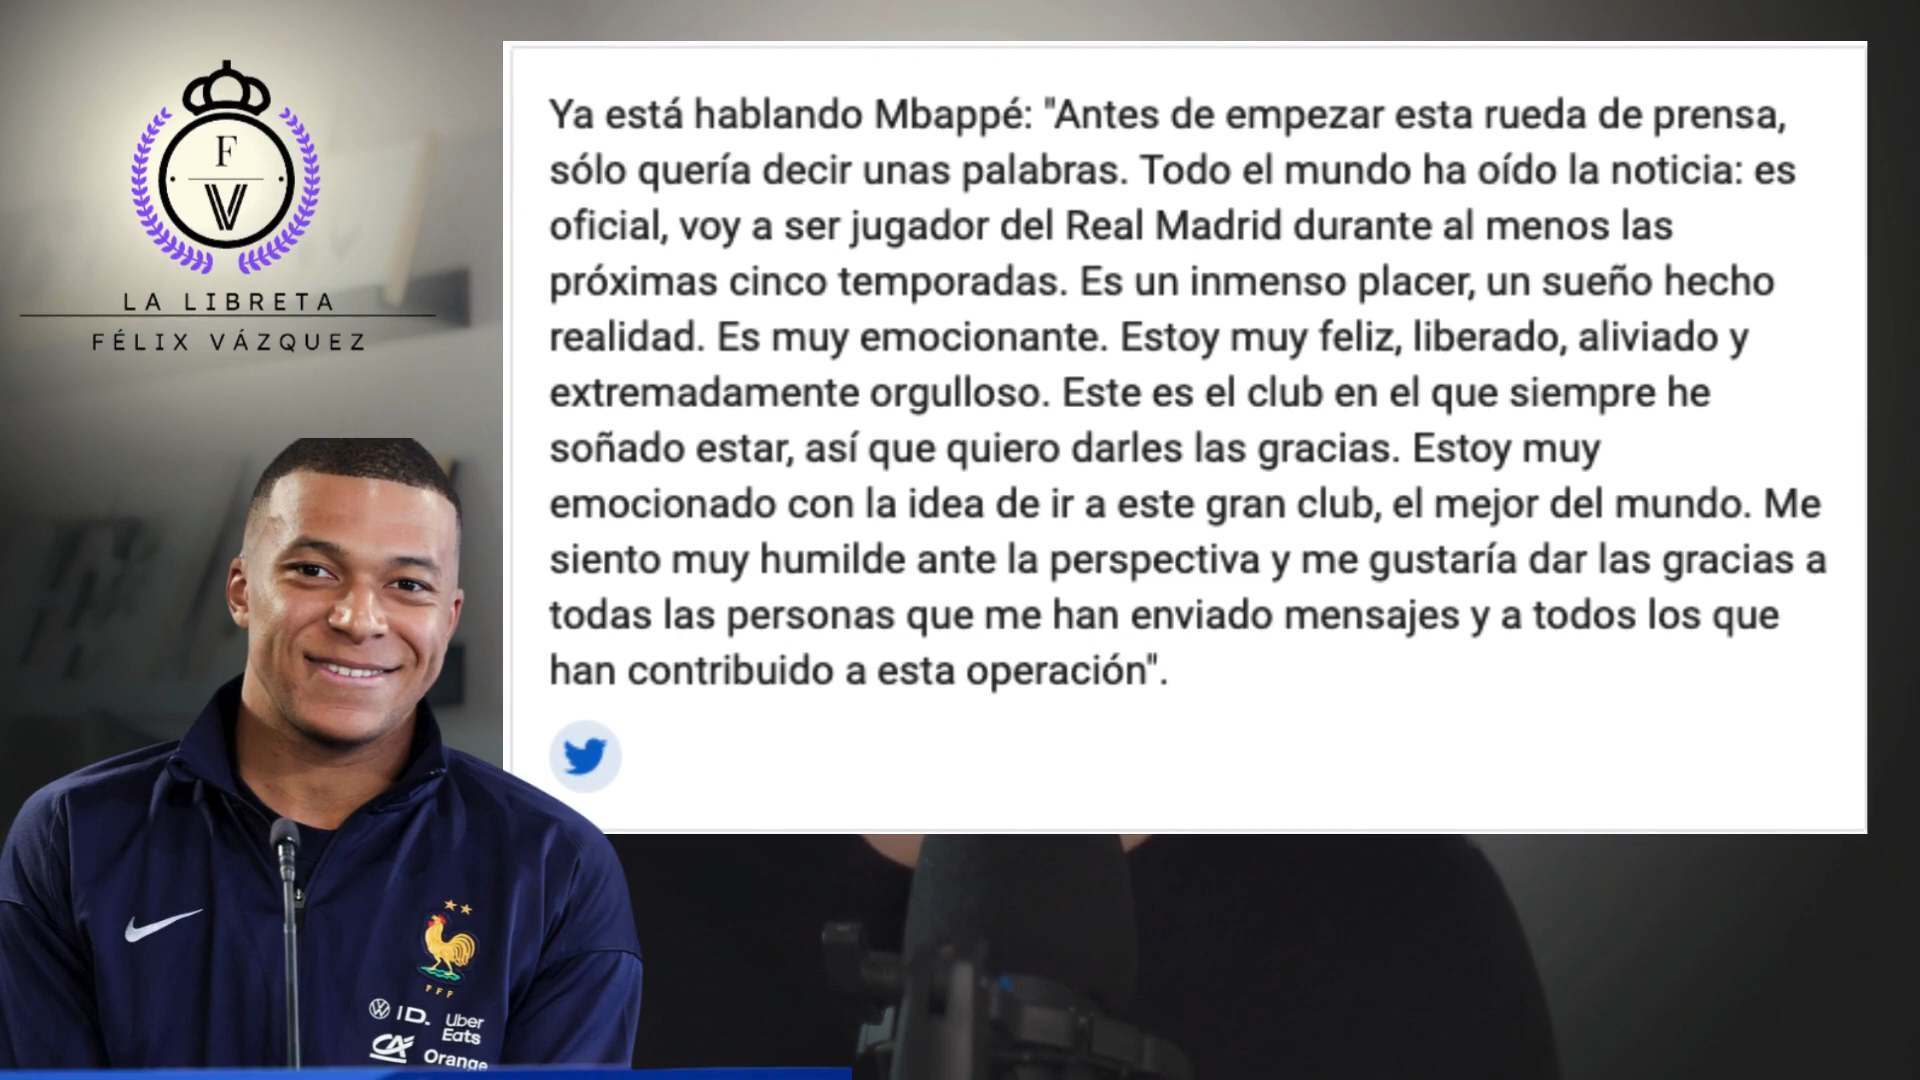 F
V
LA LIBRETA
FÉLIX VÁZQUEZ
Ya está hablando Mbappé: "Antes de empezar esta rueda de prensa,
sólo quería decir unas palabras. Todo el mundo ha oído la noticia: es
oficial, voy a ser jugador del Real Madrid durante al menos las
próximas cinco temporadas. Es un inmenso placer, un sueño hecho
realidad. Es muy emocionante. Estoy muy feliz, liberado, aliviado y
extremadamente orgulloso. Este es el club en el que siempre he
soñado estar, así que quiero darles las gracias. Estoy muy
emocionado con la idea de ir a este gran club, el mejor del mundo. Me
siento muy humilde ante la perspectiva y me gustaría dar las gracias a
todas las personas que me han enviado mensajes y a todos los que
han contribuido a esta operación".
FFF
ID.
Uber
Eats
CA
Orange